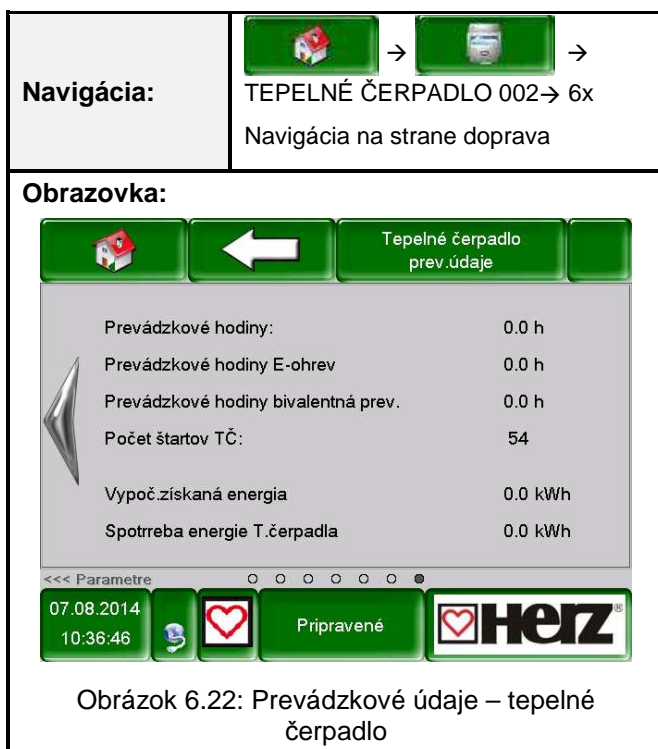 Navigácia:
→ →
TEPELNÉ ČERPADLO 002→ 6x
Navigácia na strane doprava
Obrazovka:
Tepelné čerpadlo
prev.údaje
Prevádzkové hodiny: 0.0 h
Prevádzkové hodiny E-ohrev 0.0 h
Prevádzkové hodiny bivalentná prev. 0.0 h
Počet štartov TČ: 54
Vypoč.získaná energia 0.0 kWh
Spotrreba energie T.čerpadla 0.0 kWh
<<< Parametre
07.08.2014
10:36:46
Pripravené
HERZ®
Obrázok 6.22: Prevádzkové údaje – tepelné
čerpadlo